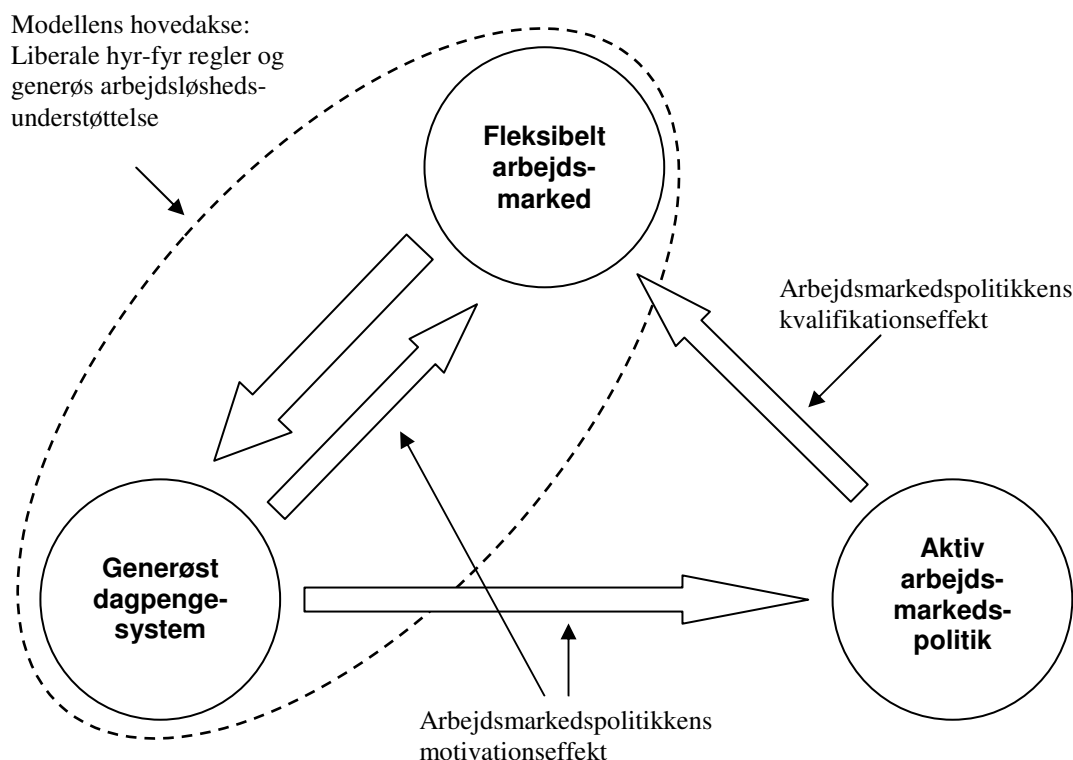 Modellens hovedakse:
Liberale hyr-fyr regler og
generøs arbejdsløsheds-
understøttelse
Fleksibelt
arbejds-
marked
Arbejdsmarkedspolitikkens
kvalifikationseffekt
Generøst
dagpenge-
system
Aktiv
arbejds-
markeds-
politik
Arbejdsmarkedspolitikkens
motivationseffekt